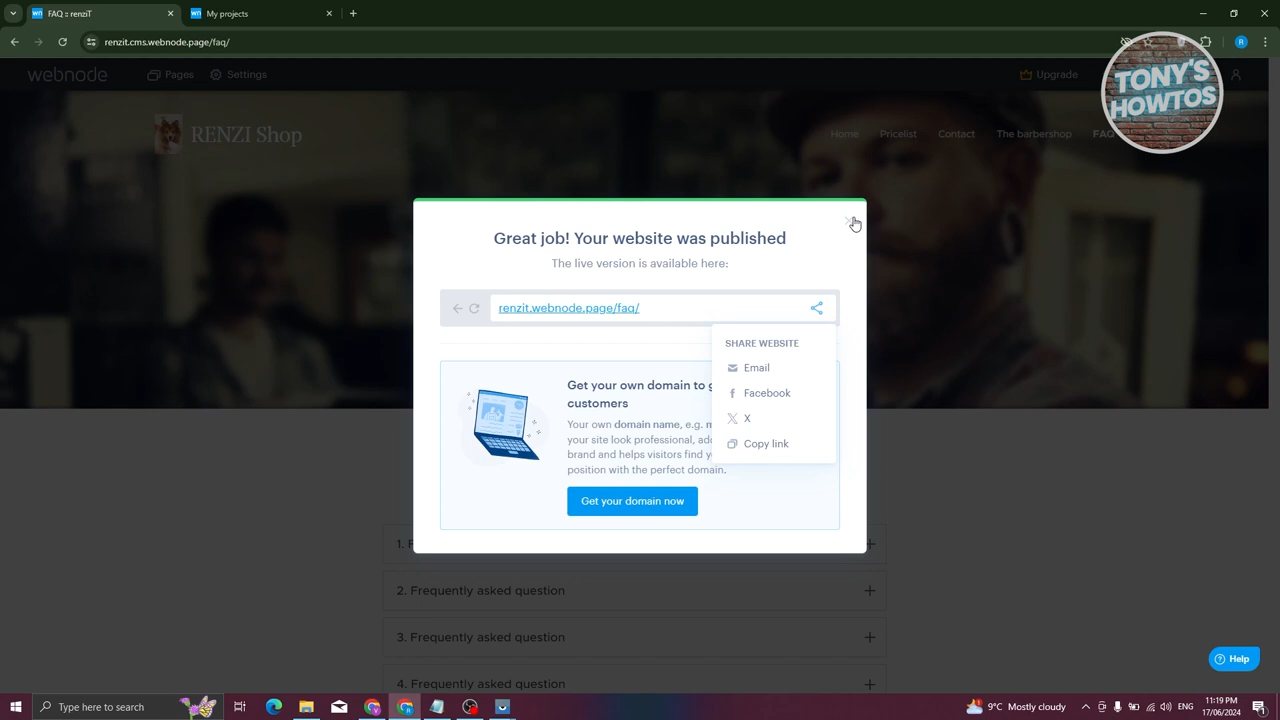 FAQ :: renziT
My projects
renzit.cms.webnode.page/faq/
R
webnode
Pages
Settings
Upgrade
TONY'S
HOWTOS
RENZI Shop
Home
Pricelist
Contact
The barbershop
FAQ
Great job! Your website was published
The live version is available here:
renzit.webnode.page/faq/
SHARE WEBSITE
Email
Facebook
X
Copy link
Get your own domain to
customers
Your own domain name, e.g.
your site look professional,
brand and helps visitors find
position with the perfect domain.
Get your domain now
1.
2. Frequently asked question
3. Frequently asked question
4. Frequently asked question
Help
Type here to search
9°C Mostly cloudy
ENG
11:19 PM
17/06/2024